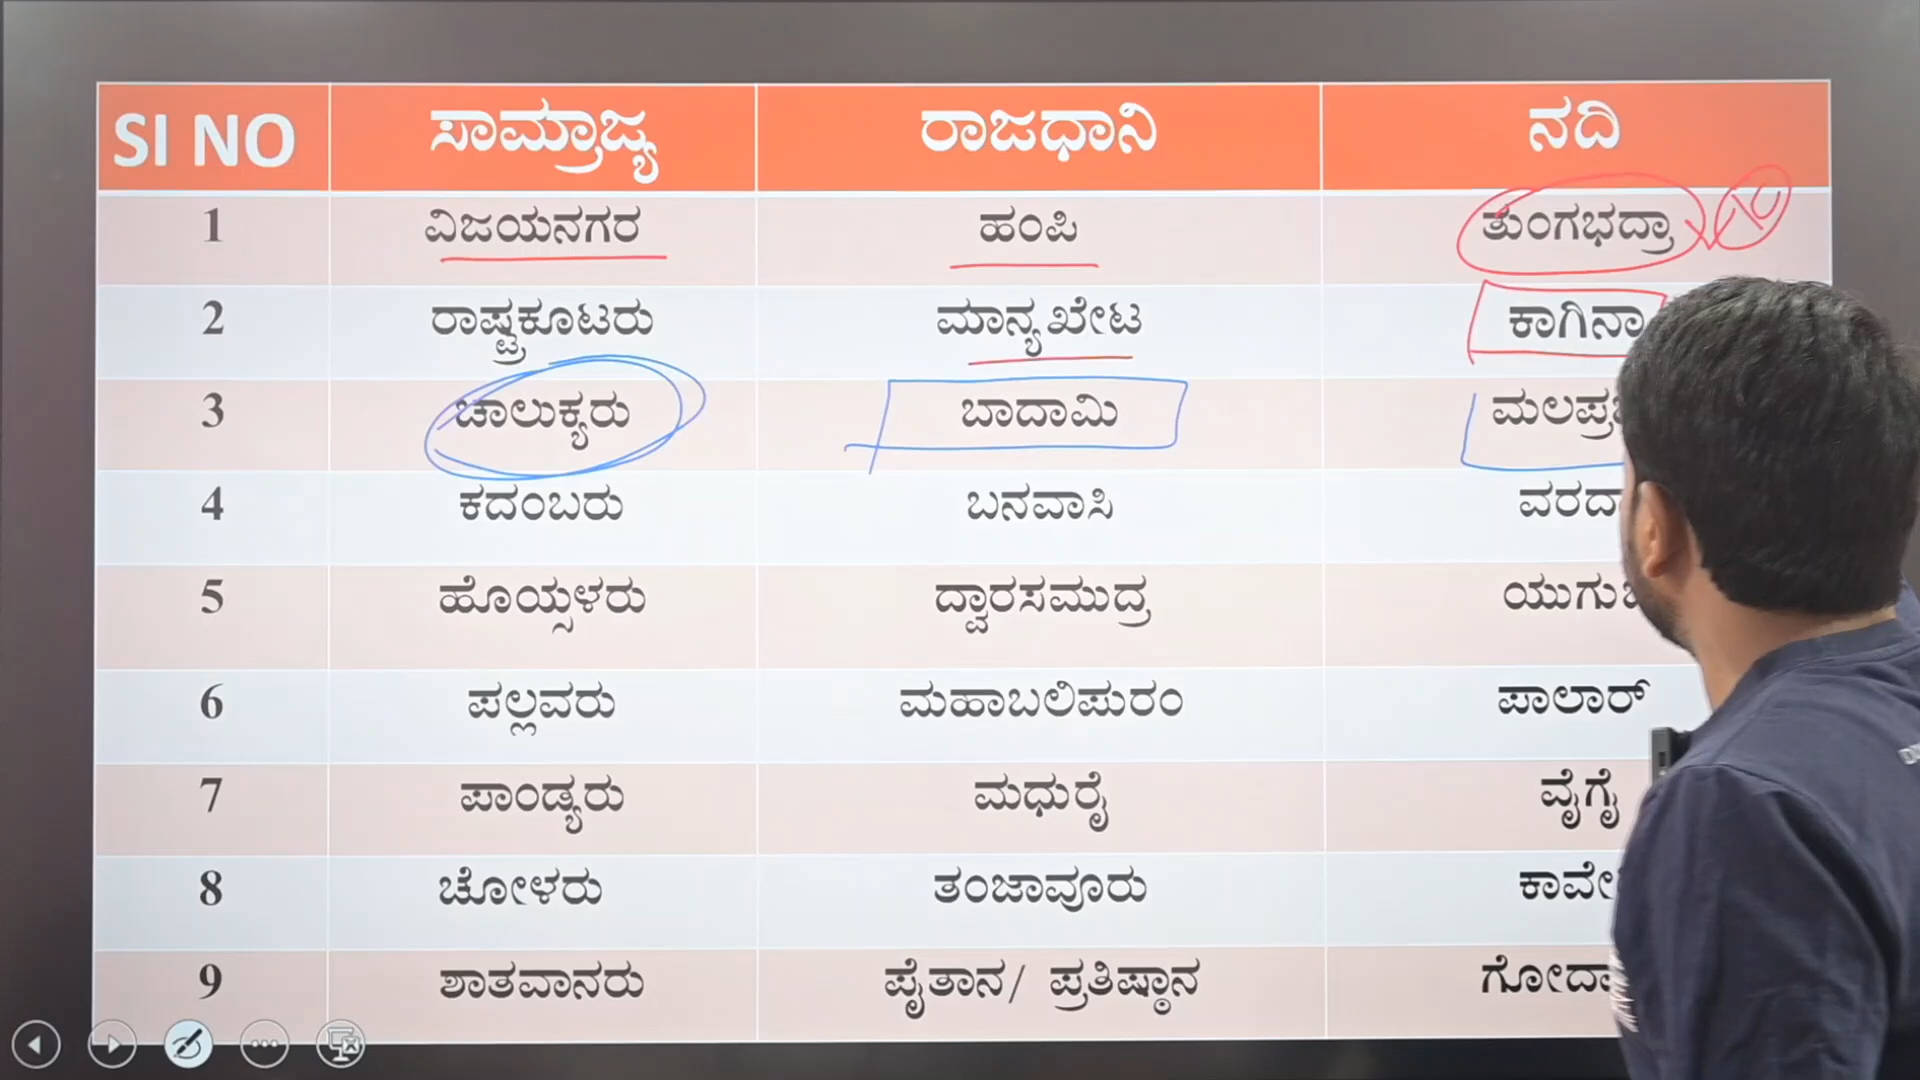 SI NO ಸಾಮ್ರಾಜ್ಯ ರಾಜಧಾನಿ ನದಿ
1 ವಿಜಯನಗರ ಹಂಪಿ ತುಂಗಭದ್ರಾ
2 ರಾಷ್ಟ್ರಕೂಟರು ಮಾನ್ಯಖೇಟ
3 ಚಾಲುಕ್ಯರು ಬಾದಾಮಿ
4 ಕದಂಬರು ಬನವಾಸಿ
5 ಹೊಯ್ಸಳರು ದ್ವಾರಸಮುದ್ರ
6 ಪಲ್ಲವರು ಮಹಾಬಲಿಪುರಂ ಪಾಲಾರ್
7 ಪಾಂಡ್ಯರು ಮಧುರೈ ವೈಗೈ
8 ಚೋಳರು ತಂಜಾವೂರು
9 ಶಾತವಾನರು ಪೈತಾನ/ ಪ್ರತಿಷ್ಠಾನ